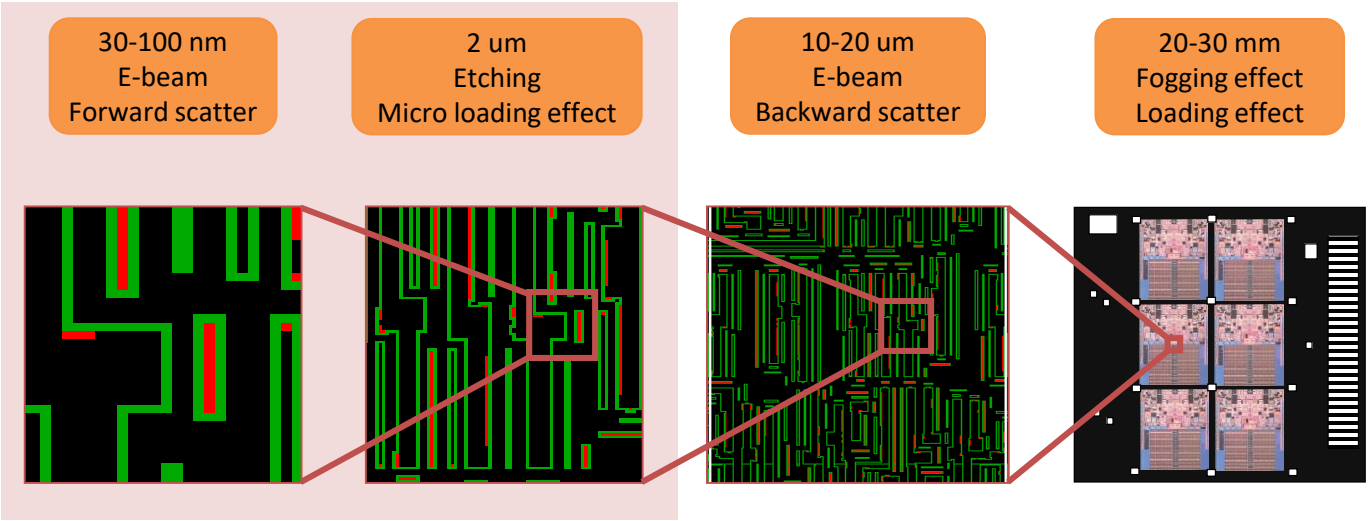 30-100 nm
E-beam
Forward scatter
2 um
Etching
Micro loading effect
10-20 um
E-beam
Backward scatter
20-30 mm
Fogging effect
Loading effect